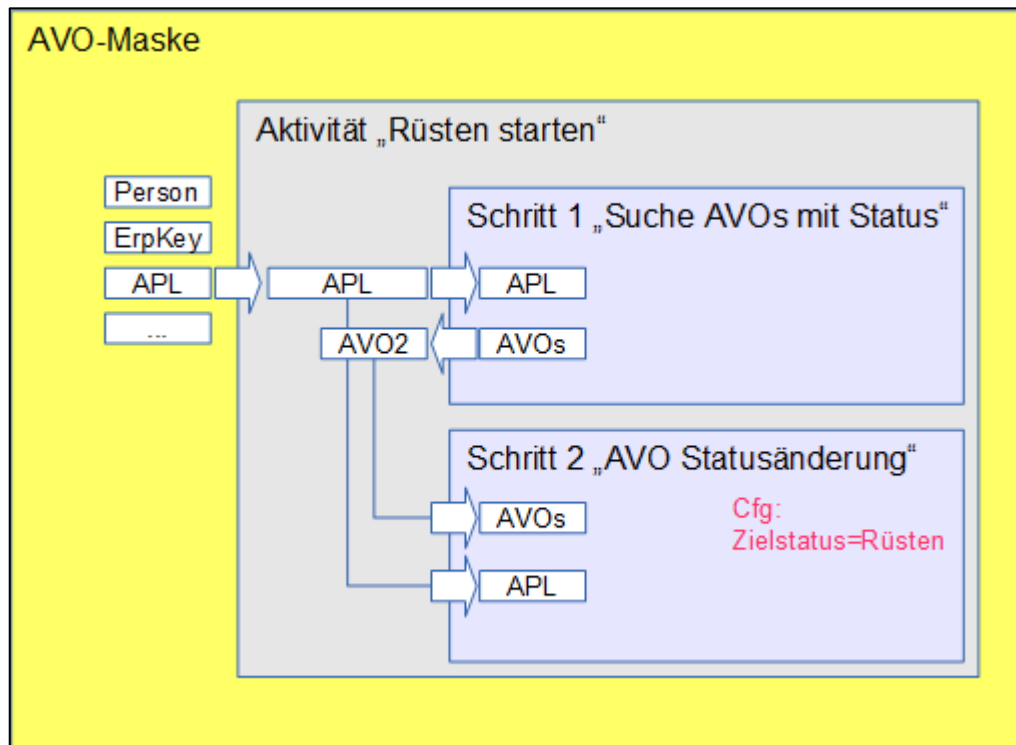 AVO-Maske
Aktivität „Rüsten starten“
Person
ErpKey
APL
...
APL
AVO2
Schritt 1 „Suche AVOs mit Status“
APL
AVOs
Schritt 2 „AVO Statusänderung“
AVOs
APL
Cfg:
Zielstatus=Rüsten